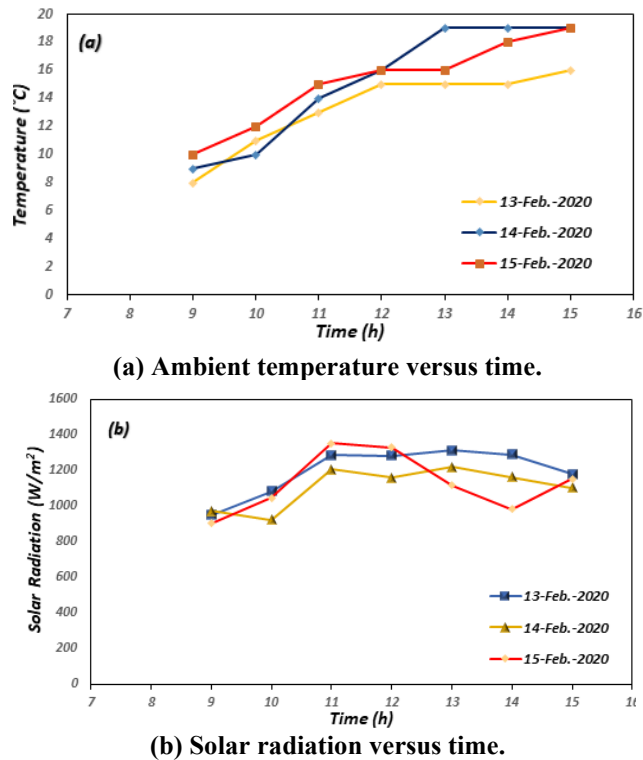 20
18
16
14
12
10
8
6
4
2
0
(a)
Temperature (˚C)
13-Feb.-2020
14-Feb.-2020
15-Feb.-2020
7 8 9 10 11 12 13 14 15 16
Time (h)
(a) Ambient temperature versus time.
1600
1400
1200
1000
800
600
400
200
0
(b)
Solar Radiation (W/m²)
13-Feb.-2020
14-Feb.-2020
15-Feb.-2020
7 8 9 10 11 12 13 14 15 16
Time (h)
(b) Solar radiation versus time.